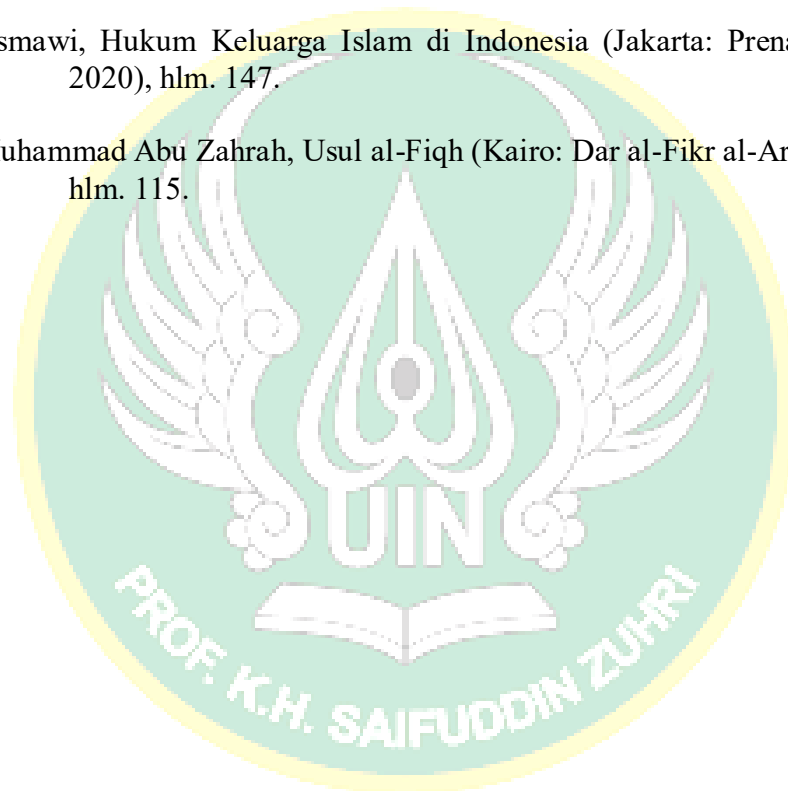 smawi, Hukum Keluarga Islam di Indonesia (Jakarta: Prena
2020), hlm. 147.
uhammad Abu Zahrah, Usul al-Fiqh (Kairo: Dar al-Fikr al-Ar
hlm. 115.
UIN
PROF. K.H. SAIFUDDIN ZUHRI